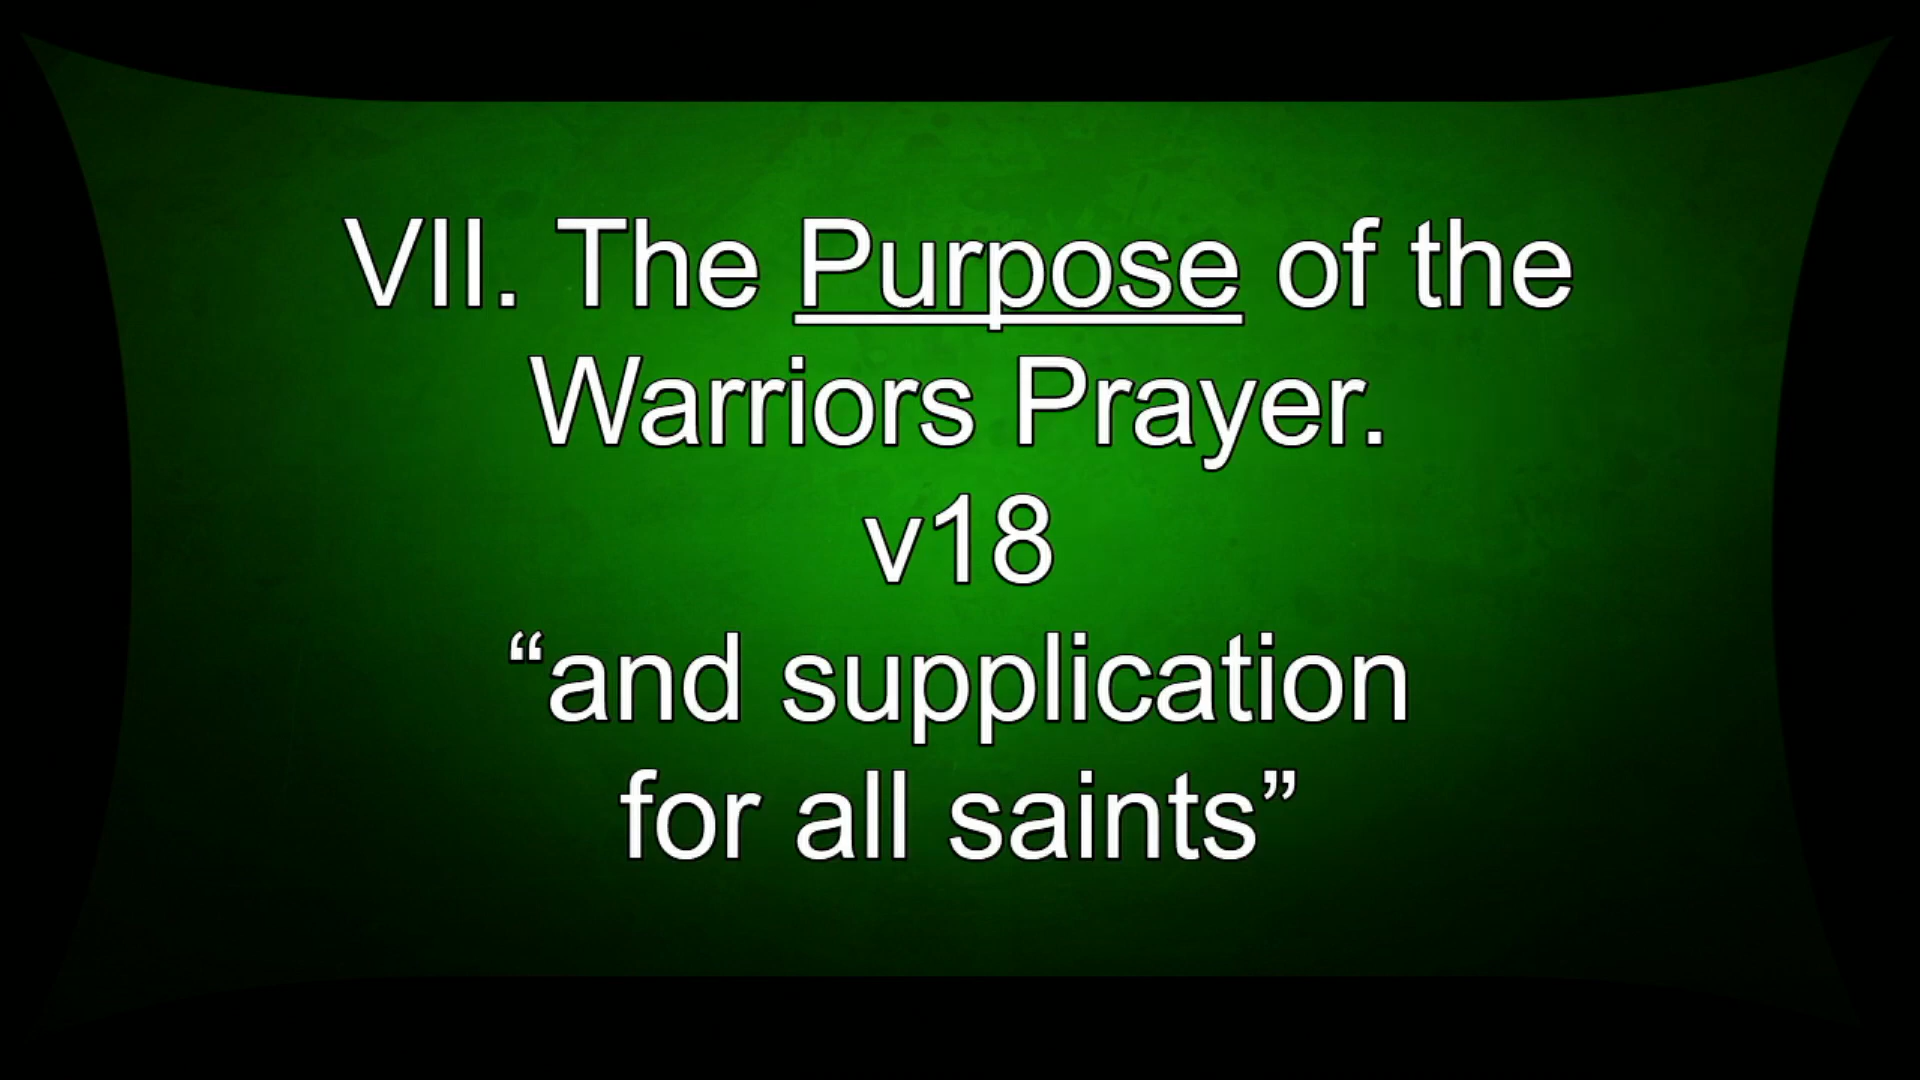 VII. The Purpose of the
Warriors Prayer.
v18
“and supplication
for all saints”